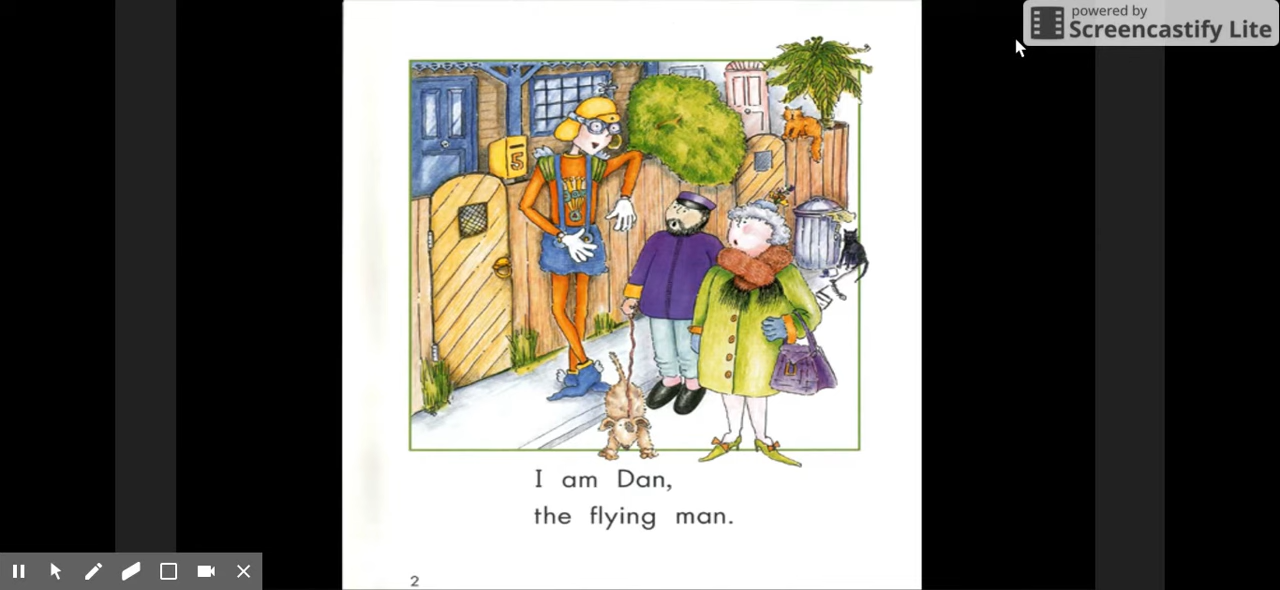 powered by
Screencastify Lite
5
I am Dan,
the flying man.
2